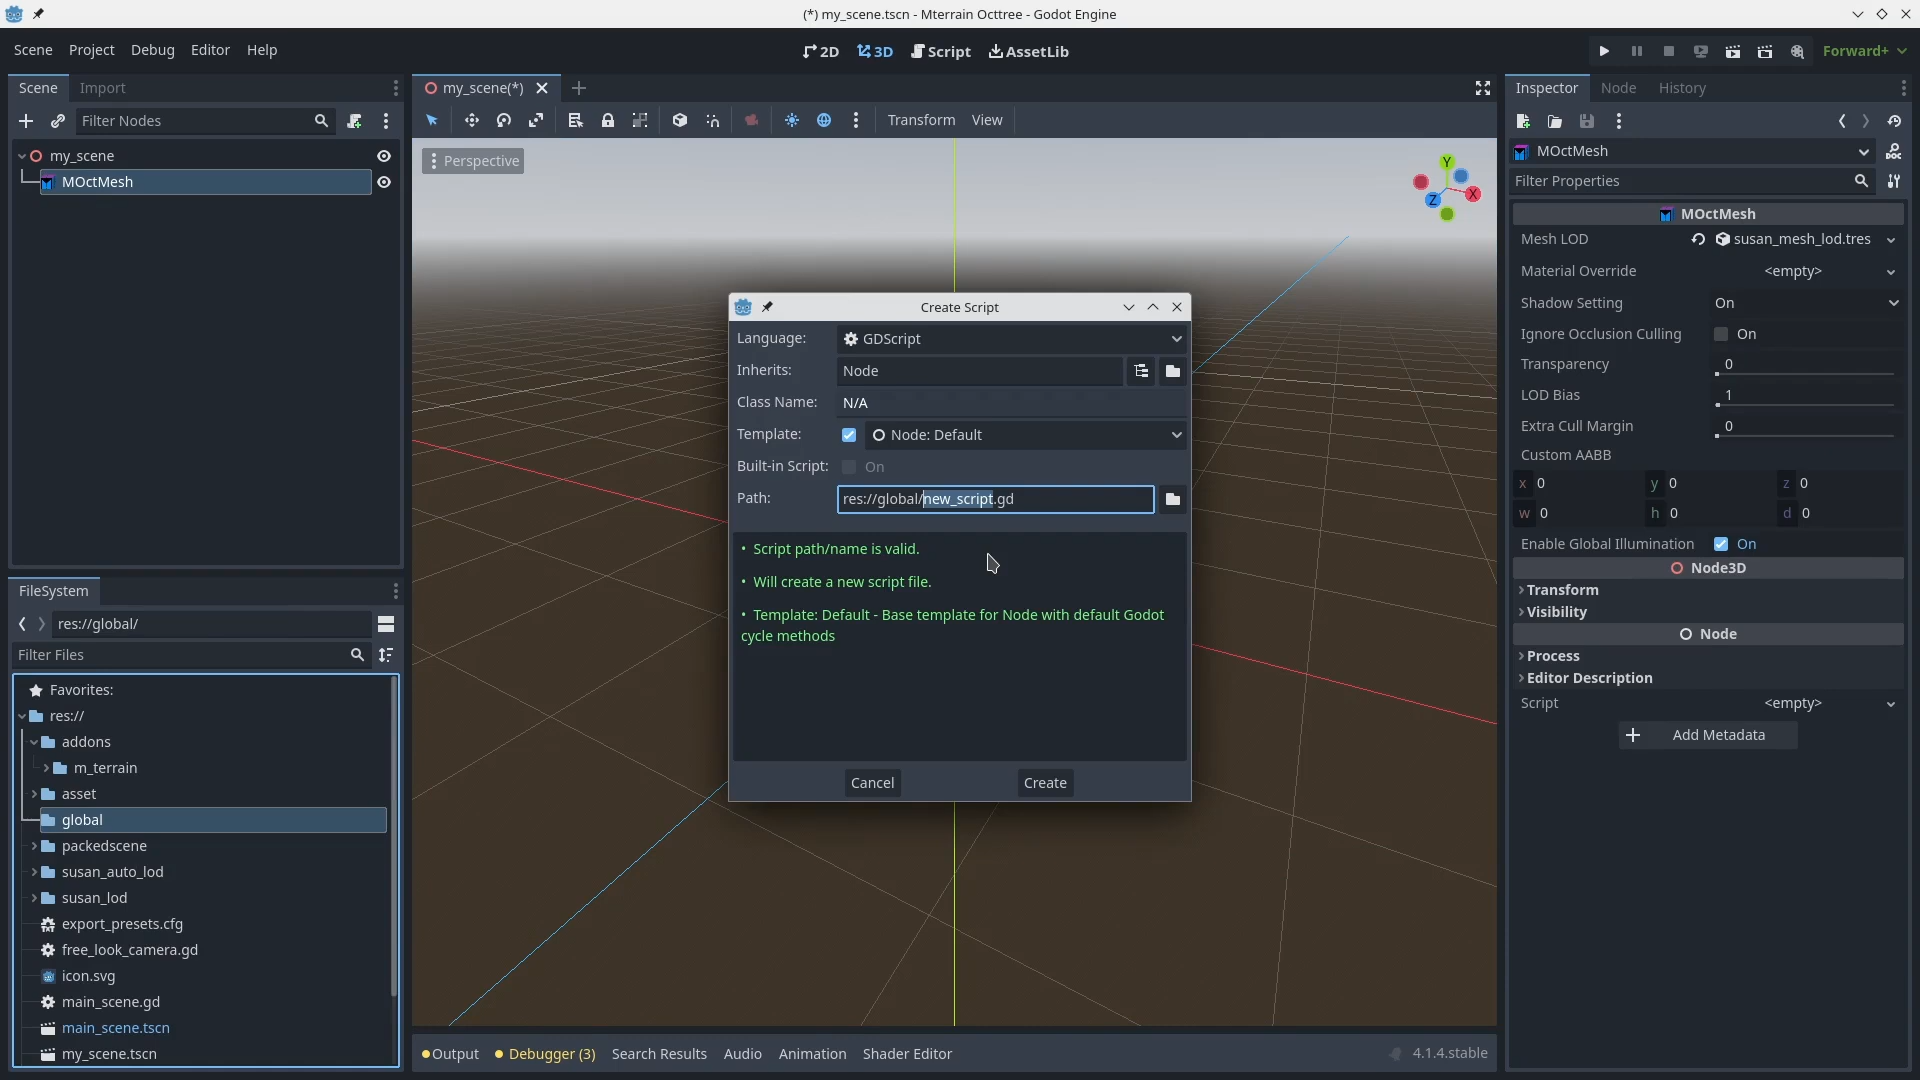 (*) my_scene.tscn - Mterrain Octtree - Godot Engine
Scene Project Debug Editor Help
2D 3D Script AssetLib
Forward+
Scene Import
Filter Nodes
my_scene
MOctMesh
my_scene(*)
Transform View
Perspective
Y
X
Z
Create Script
Language: GDScript
Inherits: Node
Class Name: N/A
Template: Node: Default
Built-in Script: On
Path: res://global/new_script.gd
• Script path/name is valid.
• Will create a new script file.
• Template: Default - Base template for Node with default Godot
cycle methods
Cancel Create
FileSystem
res://global/
Filter Files
Favorites:
res://
addons
m_terrain
asset
global
packedscene
susan_auto_lod
susan_lod
export_presets.cfg
free_look_camera.gd
icon.svg
main_scene.gd
main_scene.tscn
my_scene.tscn
Output Debugger (3) Search Results Audio Animation Shader Editor 4.1.4.stable
Inspector Node History
MOctMesh
DOC
Filter Properties
MOctMesh
Mesh LOD susan_mesh_lod.tres
Material Override <empty>
Shadow Setting On
Ignore Occlusion Culling On
Transparency 0
LOD Bias 1
Extra Cull Margin 0
Custom AABB
x 0 y 0 z 0
w 0 h 0 d 0
Enable Global Illumination On
Node3D
Transform
Visibility
Node
Process
Editor Description
Script <empty>
Add Metadata